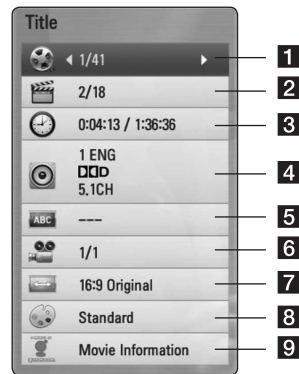 Title
1/41 1
2/18 2
0:04:13 / 1:36:36 3
1 ENG
DD D
5.1CH 4
ABC --- 5
1/1 6
16:9 Original 7
Standard 8
Movie Information 9